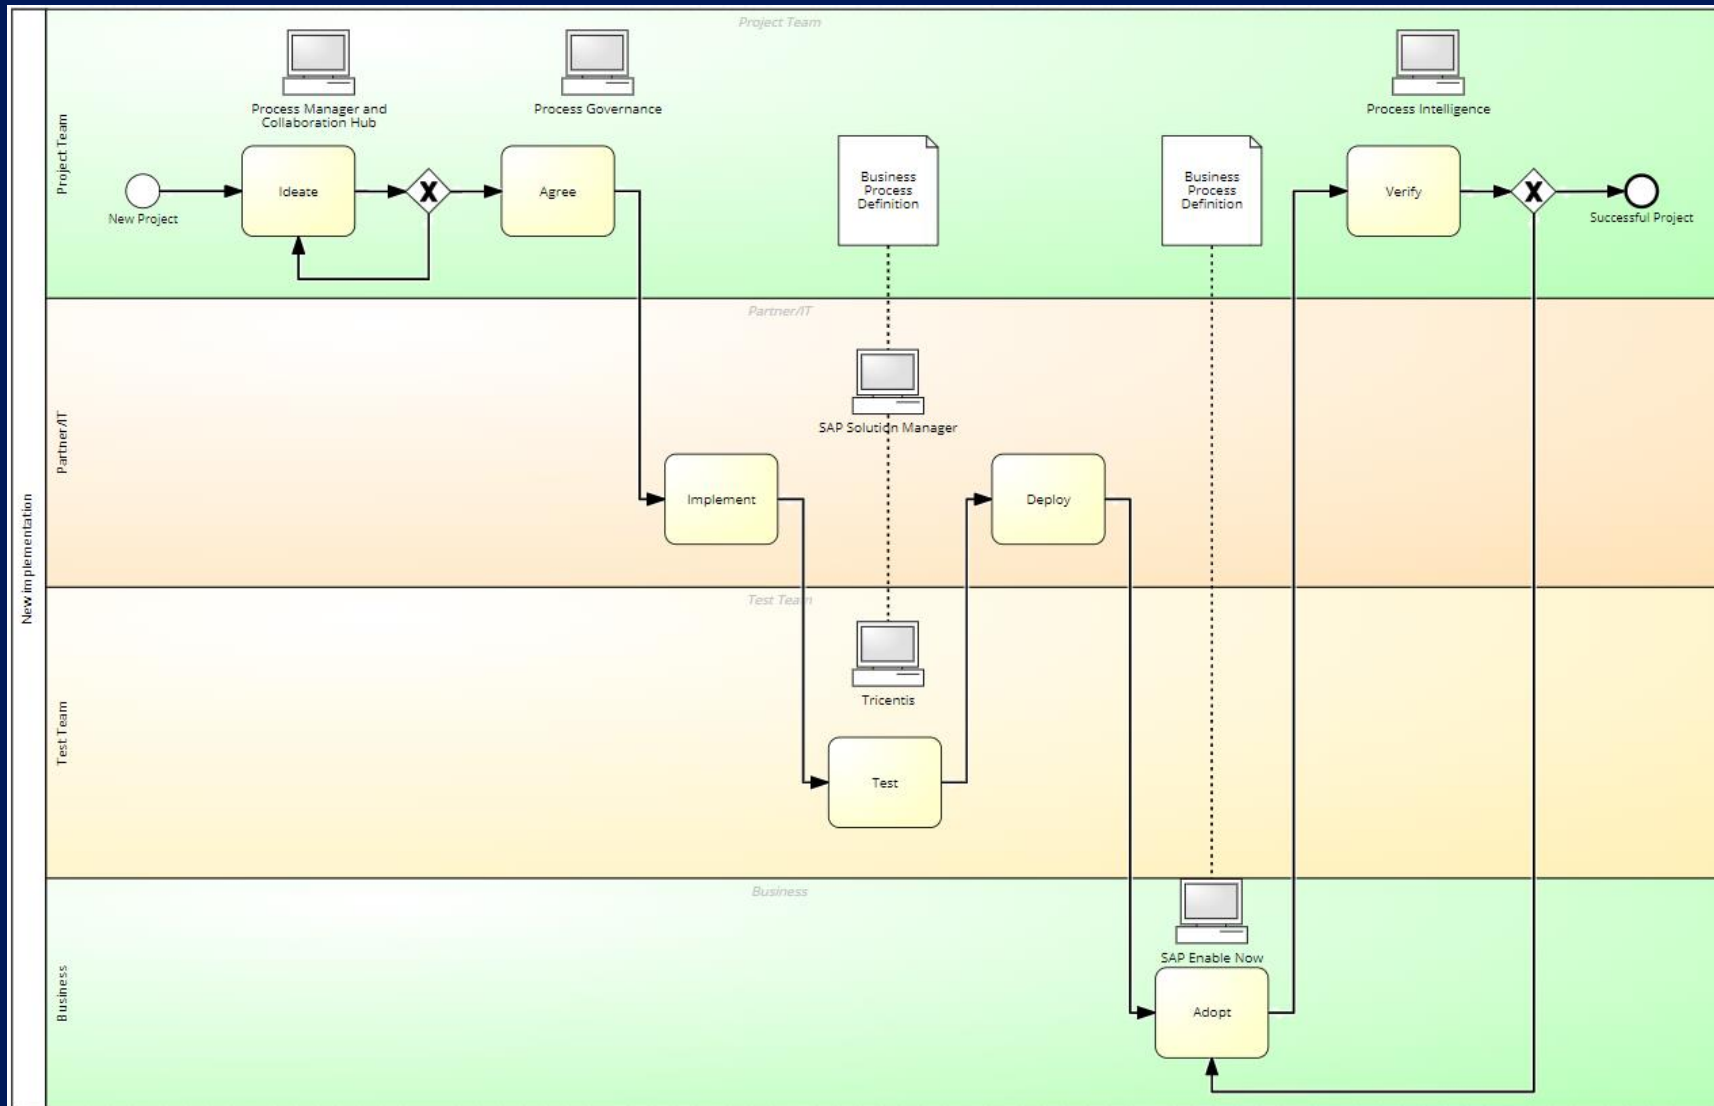 New implementation
Project Team
Project Team
Process Manager and
Collaboration Hub
Process Governance
Process Intelligence
Business
Process
Definition
Business
Process
Definition
Ideate
X
Agree
Verify
X
New Project
Successful Project
Partner/IT
Partner/IT
SAP Solution Manager
Implement
Deploy
Test Team
Test Team
Tricentis
Test
Business
Business
SAP Enable Now
Adopt